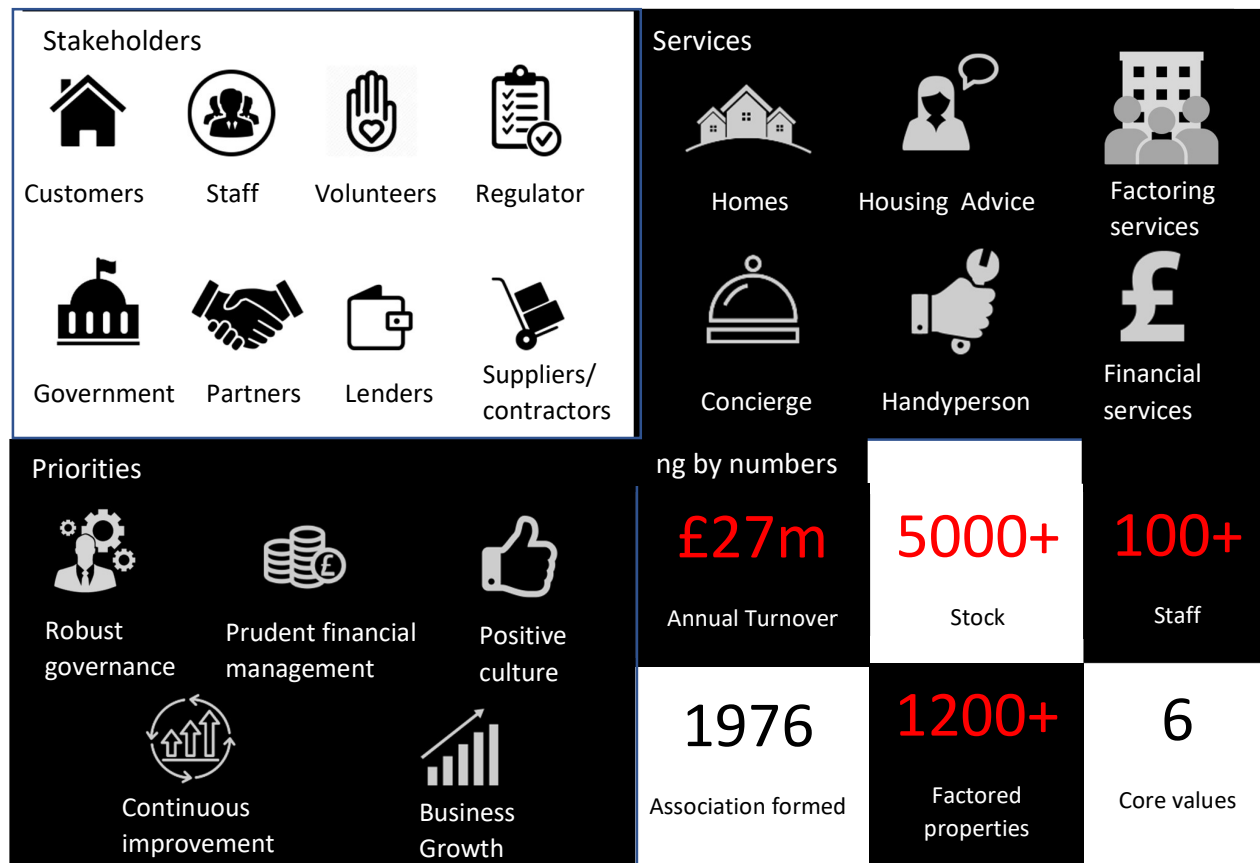 Stakeholders
Customers
Staff
Volunteers
Regulator
Government
Partners
Lenders
Suppliers/
contractors
Services
Homes
Housing Advice
Factoring
services
Concierge
Handyperson
£
Financial
services
Priorities
£
Robust
governance
Prudent financial
management
Positive
culture
Continuous
improvement
Business
Growth
ng by numbers
£27m
Annual Turnover
5000+
Stock
100+
Staff
1976
Association formed
1200+
Factored
properties
6
Core values